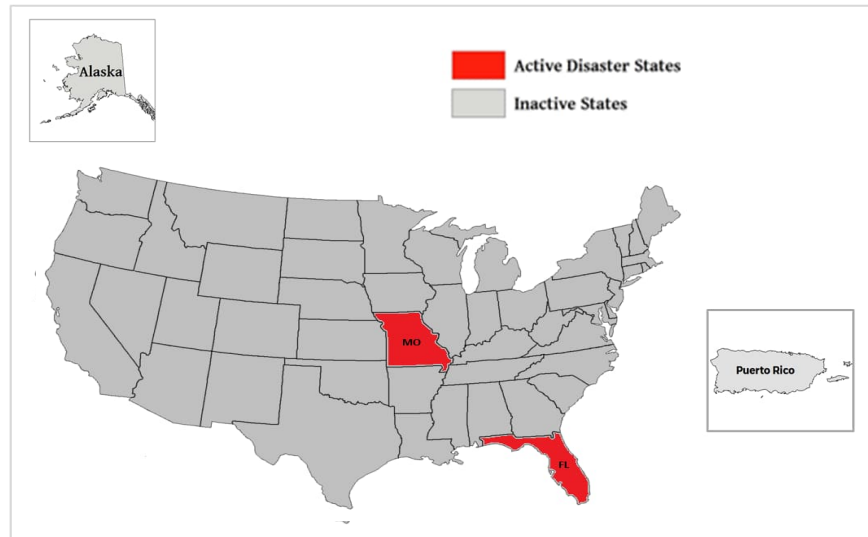 Alaska
Active Disaster States
Inactive States
MO
Puerto Rico
FL